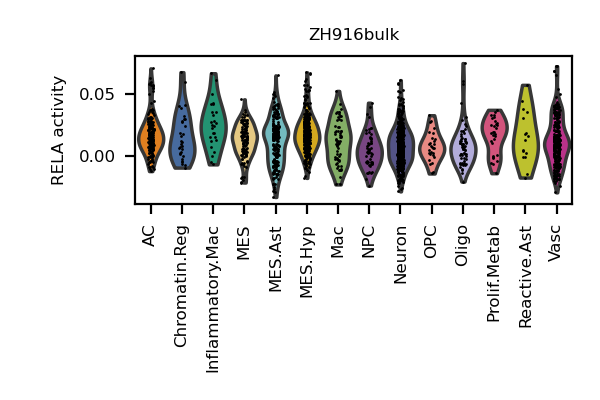 ZH916bulk
RELA activity
0.05
0.00
AC
Chromatin.Reg
Inflammatory.Mac
MES
MES.Ast
MES.Hyp
Mac
NPC
Neuron
OPC
Oligo
Prolif.Metab
Reactive.Ast
Vasc